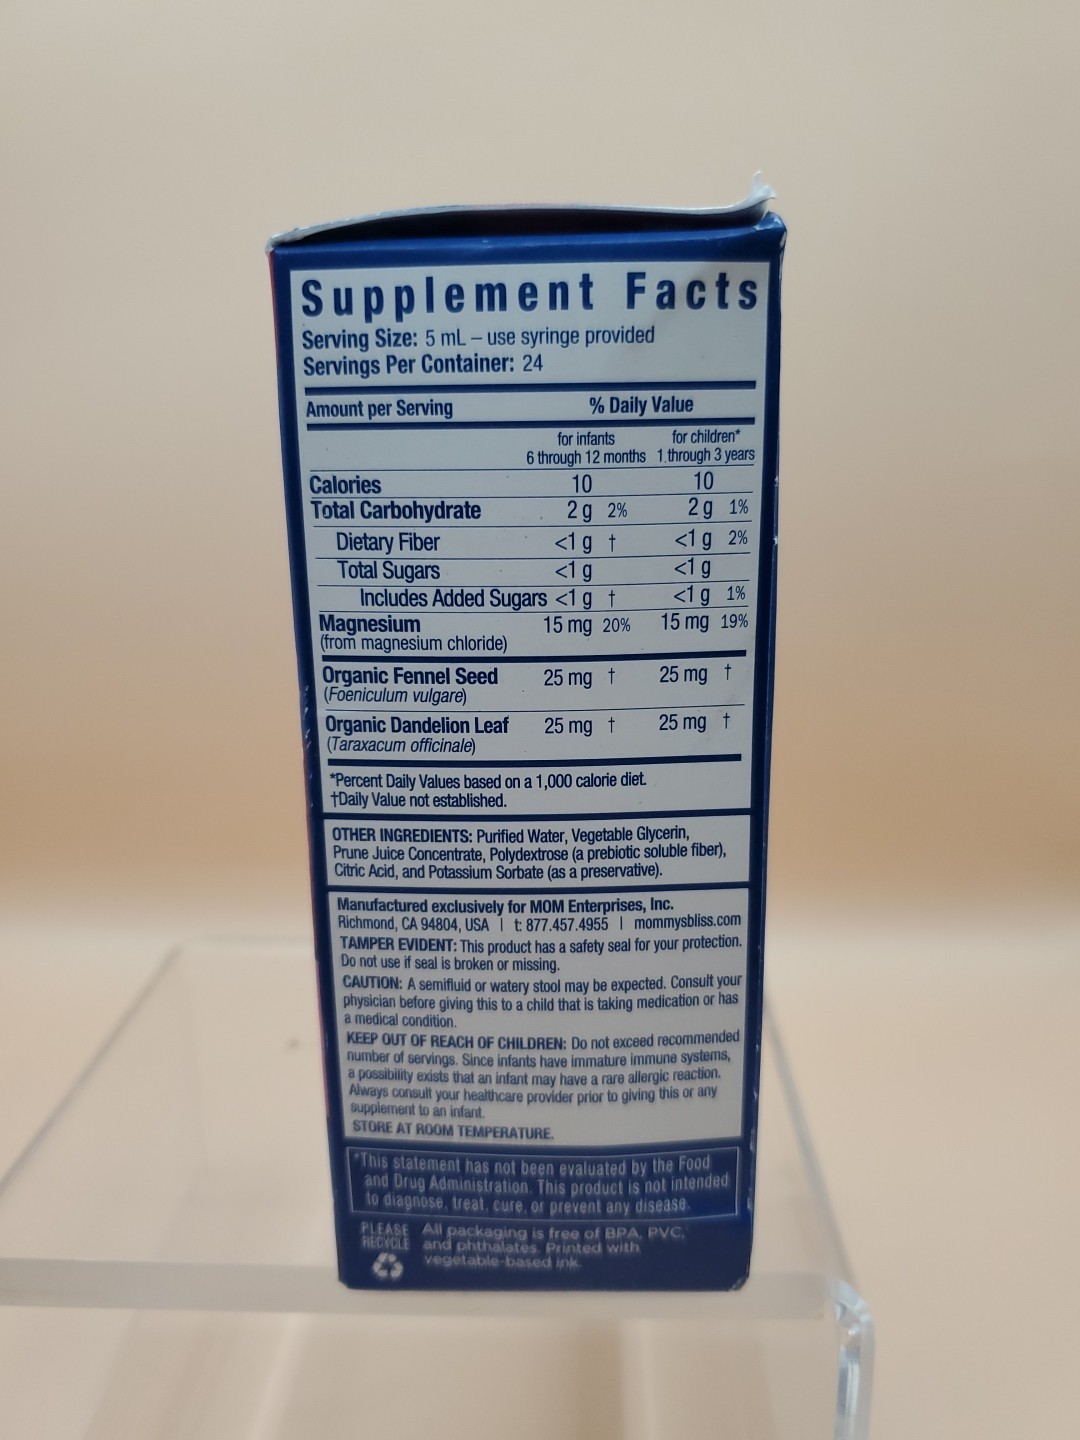 Supplement Facts
Serving Size: 5 mL – use syringe provided
Servings Per Container: 24
Amount per Serving % Daily Value
for infants for children*
6 through 12 months 1 through 3 years
Calories 10 10
Total Carbohydrate 2 g 2% 2 g 1%
Dietary Fiber <1 g † <1 g 2%
Total Sugars <1 g <1 g
Includes Added Sugars <1 g † <1 g 1%
Magnesium 15 mg 20% 15 mg 19%
(from magnesium chloride)
Organic Fennel Seed 25 mg † 25 mg †
(Foeniculum vulgare)
Organic Dandelion Leaf 25 mg † 25 mg †
(Taraxacum officinale)
*Percent Daily Values based on a 1,000 calorie diet.
†Daily Value not established.
OTHER INGREDIENTS: Purified Water, Vegetable Glycerin,
Prune Juice Concentrate, Polydextrose (a prebiotic soluble fiber),
Citric Acid, and Potassium Sorbate (as a preservative).
Manufactured exclusively for MOM Enterprises, Inc.
Richmond, CA 94804, USA | t: 877.457.4955 | mommysbliss.com
TAMPER EVIDENT: This product has a safety seal for your protection.
Do not use if seal is broken or missing.
CAUTION: A semifluid or watery stool may be expected. Consult your
physician before giving this to a child that is taking medication or has
a medical condition.
KEEP OUT OF REACH OF CHILDREN: Do not exceed recommended
number of servings. Since infants have immature immune systems,
a possibility exists that an infant may have a rare allergic reaction.
Always consult your healthcare provider prior to giving this or any
supplement to an infant.
STORE AT ROOM TEMPERATURE.
*This statement has not been evaluated by the Food
and Drug Administration. This product is not intended
to diagnose, treat, cure, or prevent any disease.
PLEASE All packaging is free of BPA, PVC,
RECYCLE and phthalates. Printed with
vegetable-based ink.